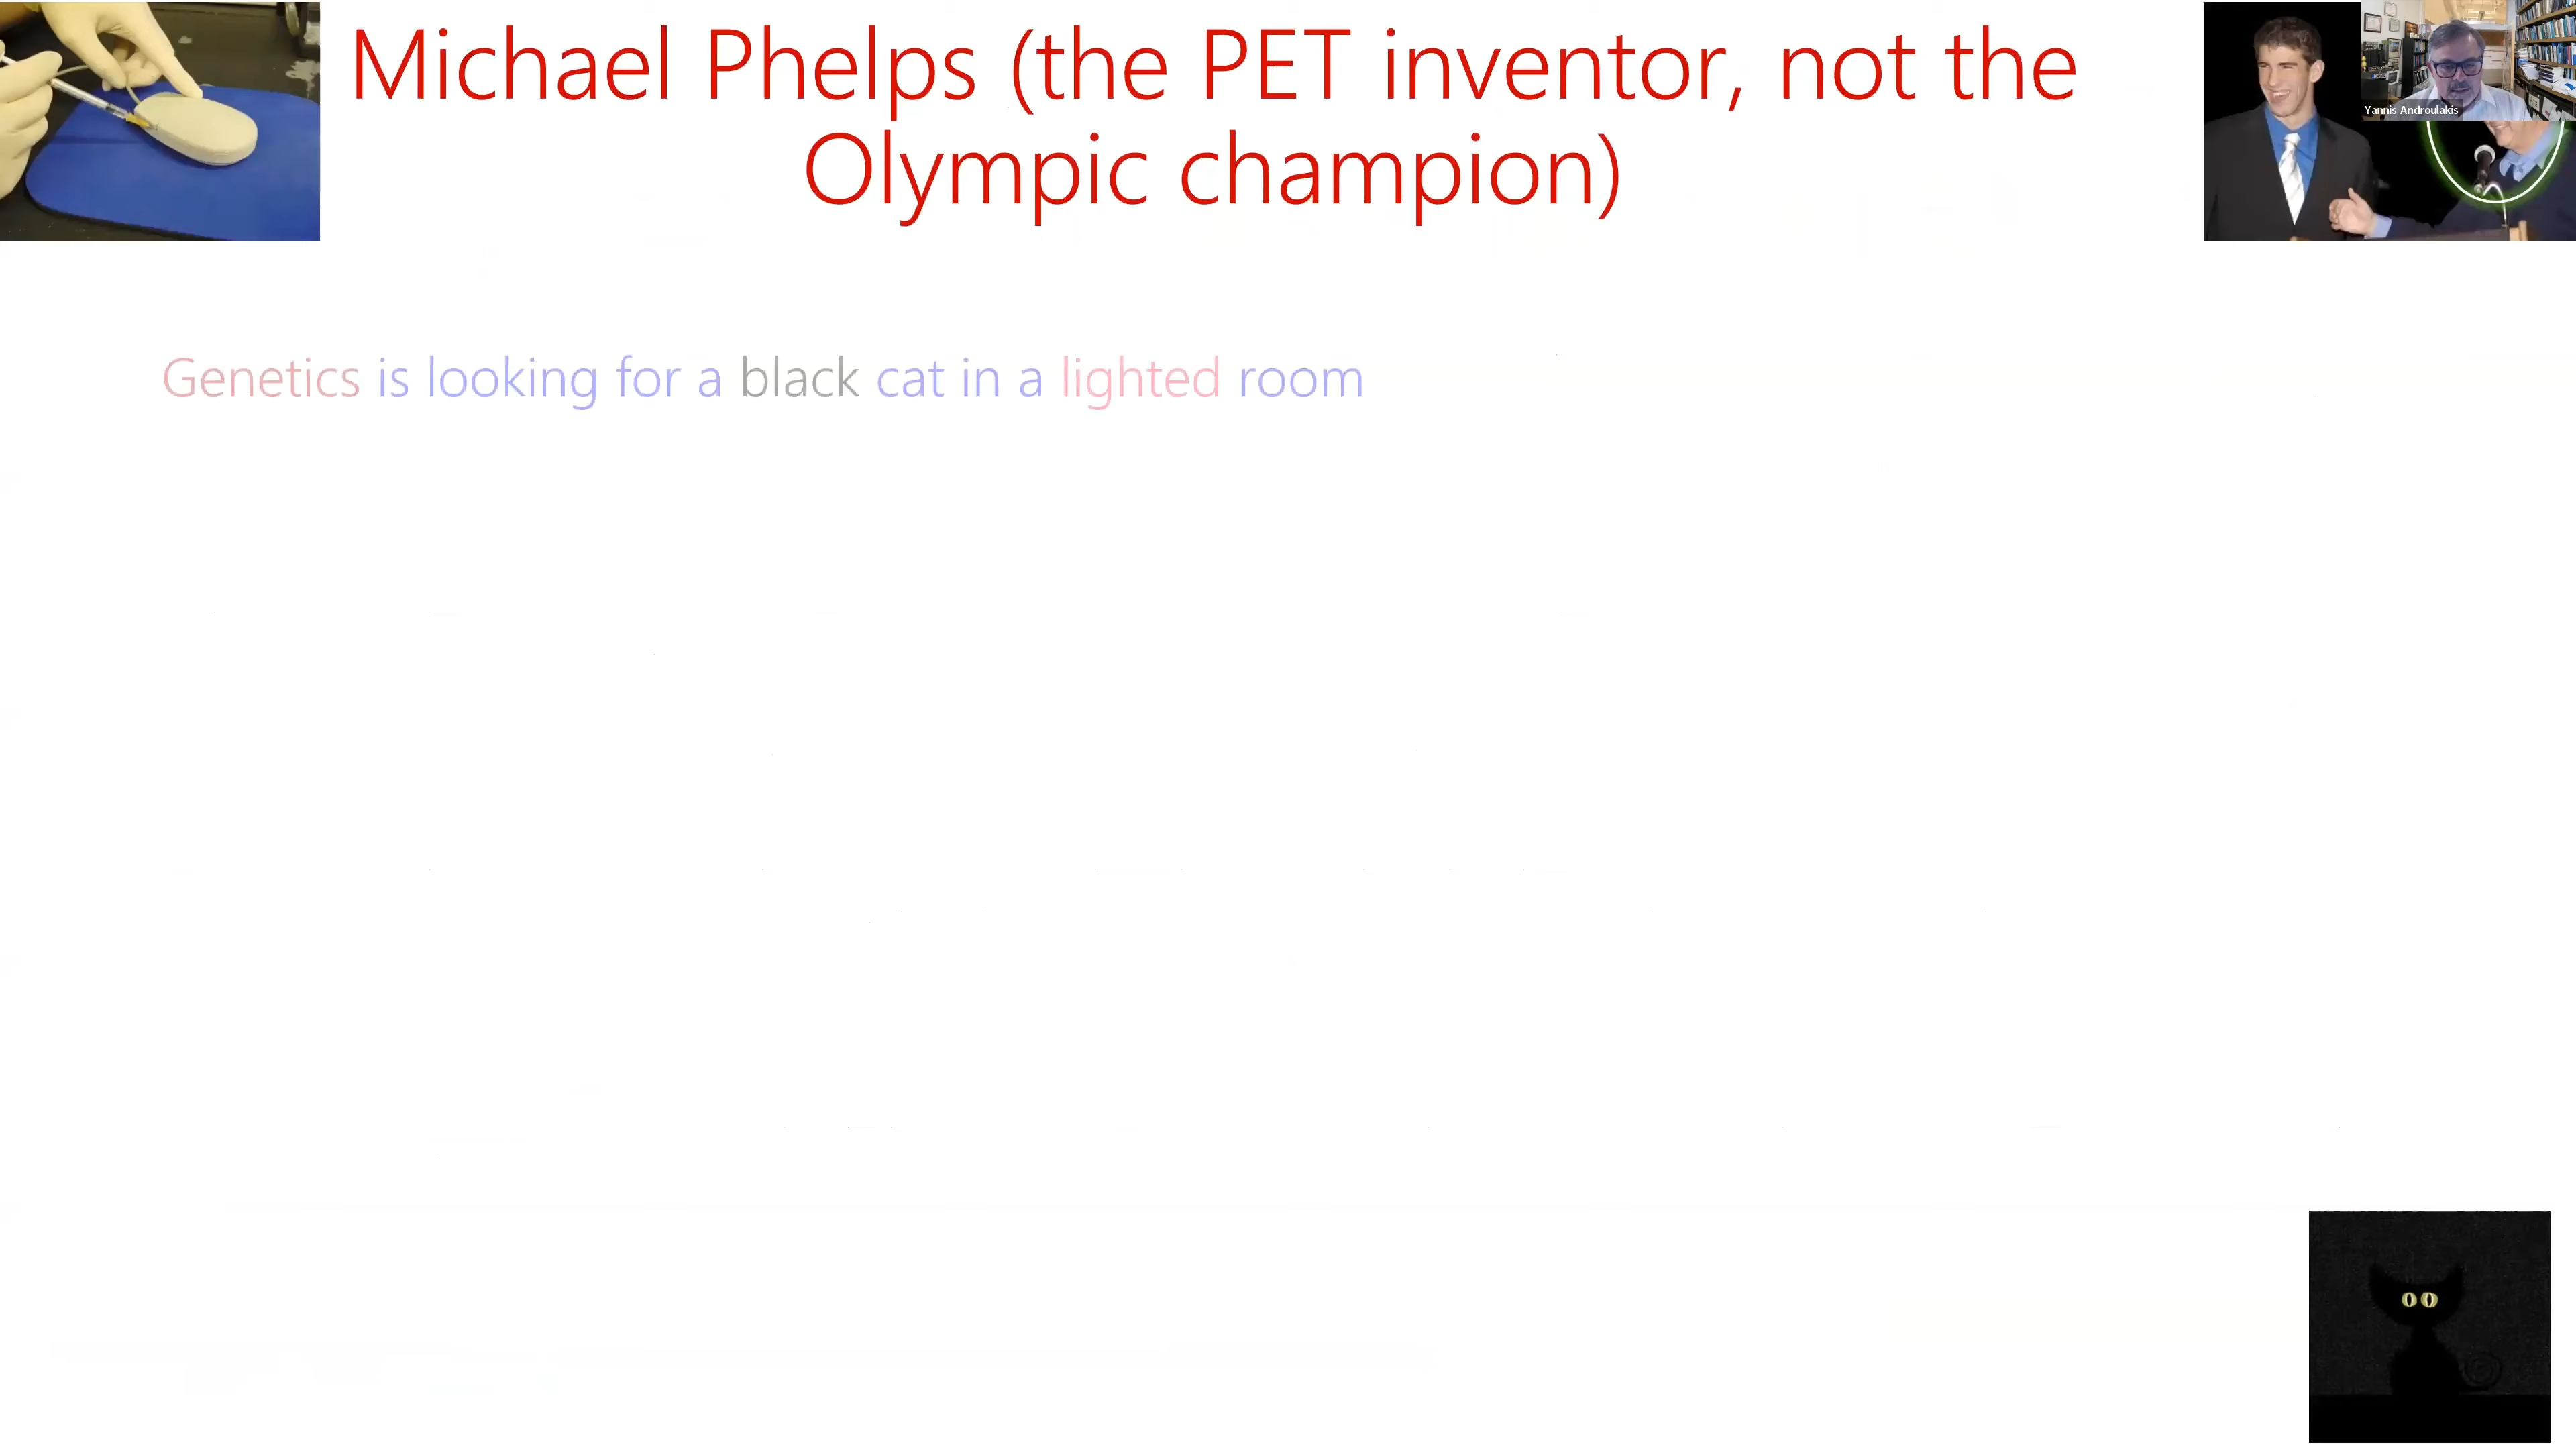 Michael Phelps (the PET inventor, not the
Olympic champion)
Yannis Androulakis
Genetics is looking for a black cat in a lighted room